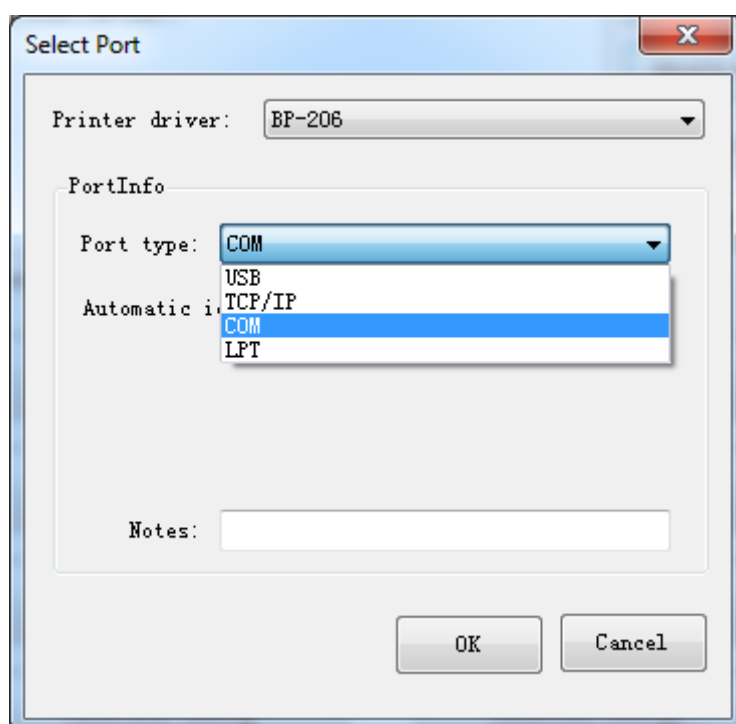 Select Port
Printer driver: BP-206
PortInfo
Port type: COM
USB
Automatic i
TCP/IP
COM
LPT
Notes:
OK Cancel